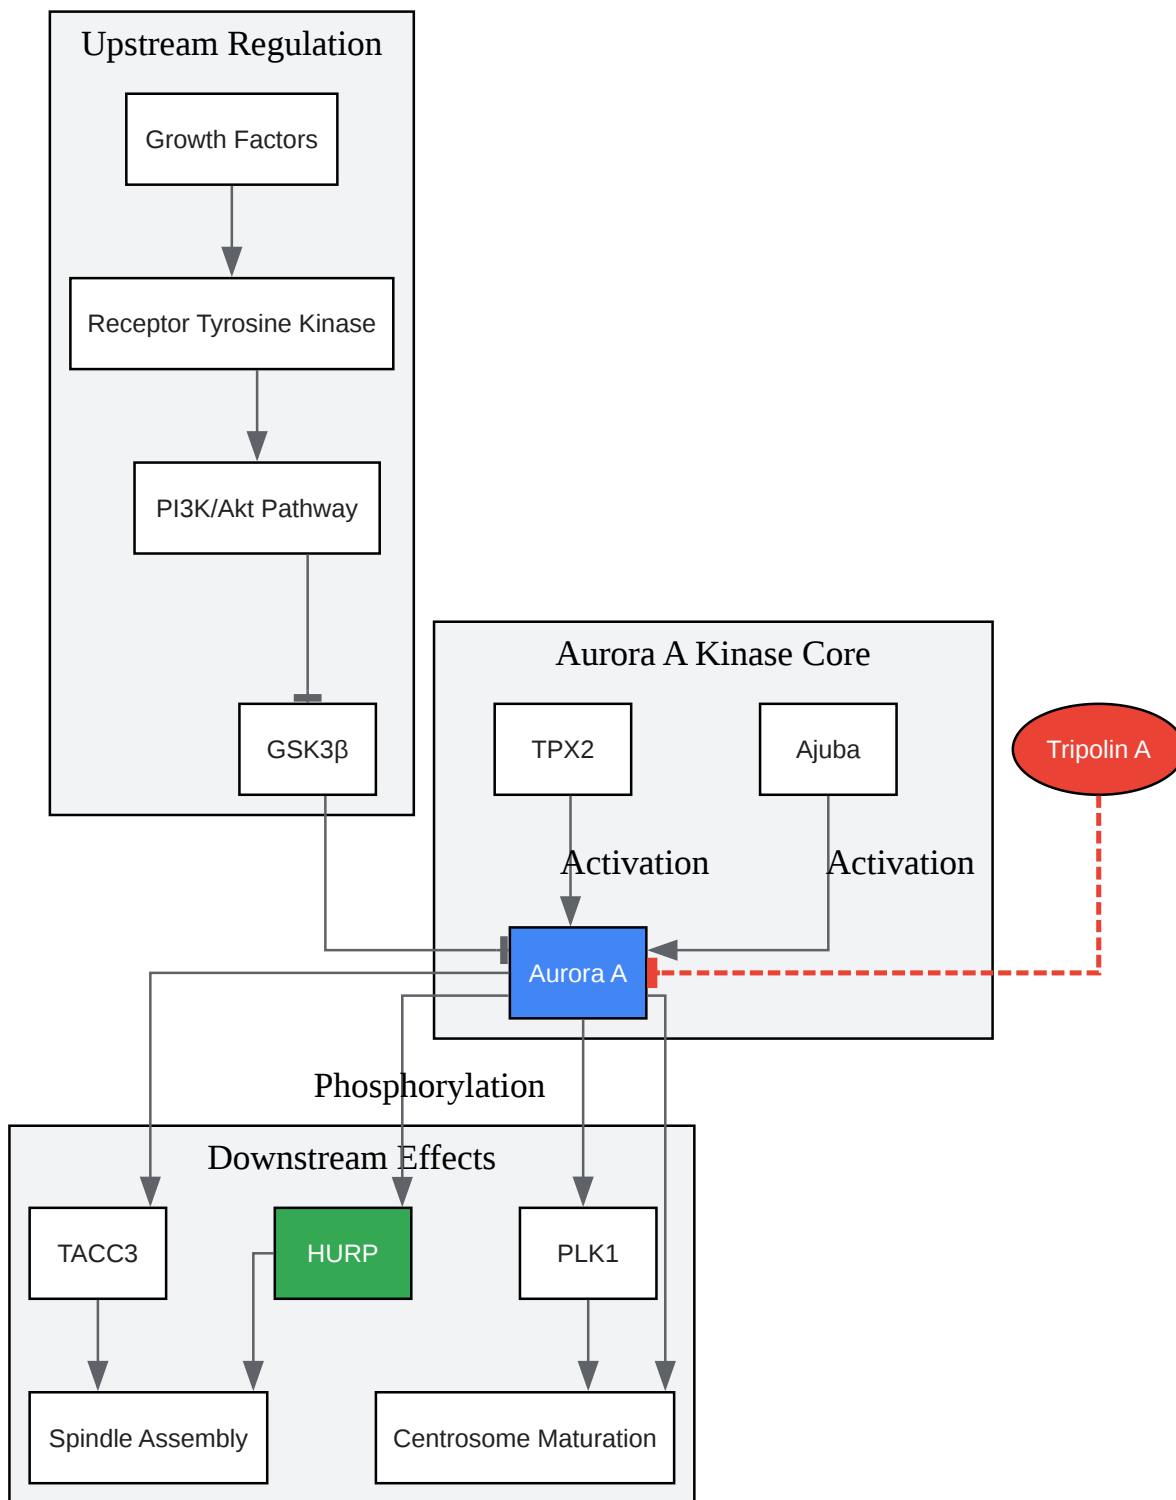 Upstream Regulation
Growth Factors
Receptor Tyrosine Kinase
PI3K/Akt Pathway
GSK3β
Aurora A Kinase Core
TPX2
Ajuba
Tripolin A
Activation
Activation
Aurora A
Phosphorylation
Downstream Effects
TACC3
HURP
PLK1
Spindle Assembly
Centrosome Maturation